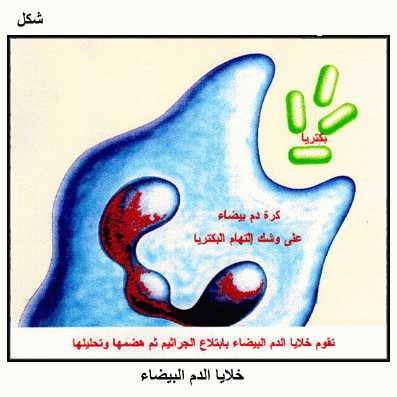 شكل
بكتريا
كرة دم بيضاء
على وشك إلتهام البكتريا
تقوم خلايا الدم البيضاء بابتلاع الجراثيم ثم هضمها وتحليلها
خلايا الدم البيضاء